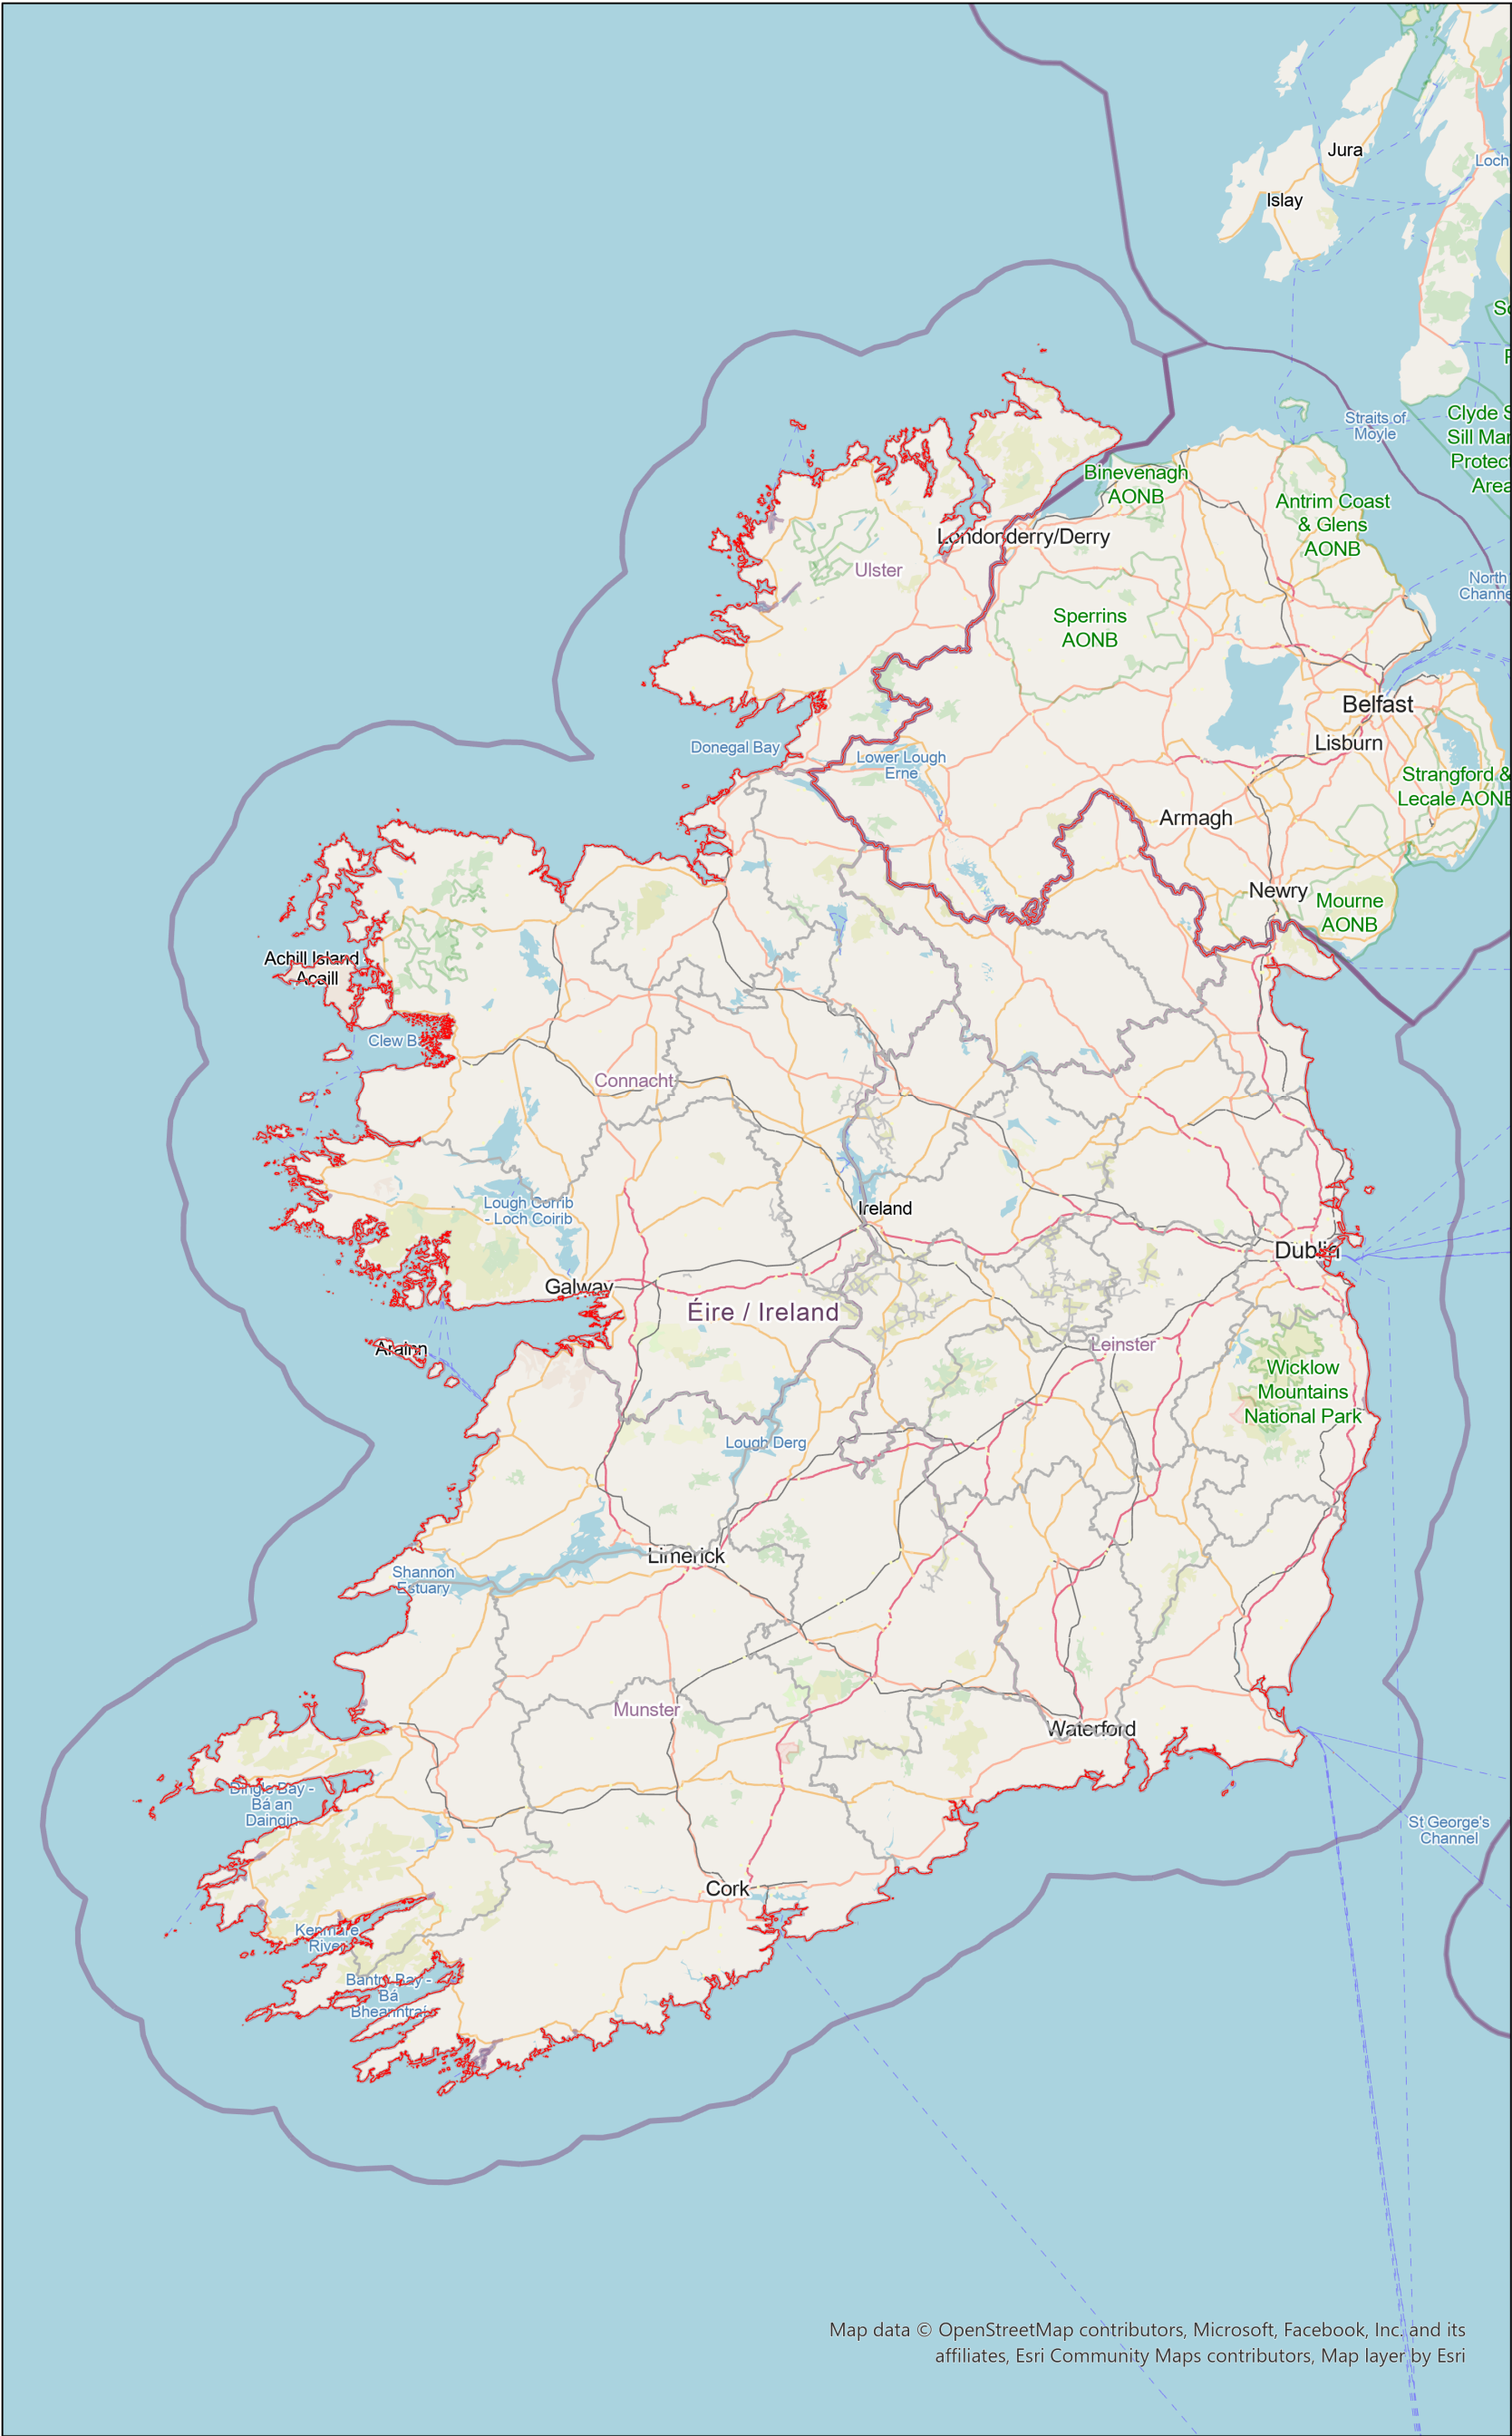 Jura
Loch
Islay
Straits of
Moyle
Clyde S
Sill Mar
Protect
Area
Binevenagh
AONB
Antrim Coast
& Glens
AONB
Londonderry/Derry
Ulster
North
Channe
Sperrins
AONB
Belfast
Lisburn
Donegal Bay
Lower Lough
Erne
Strangford &
Lecale AONB
Armagh
Newry
Mourne
AONB
Achill Island
Acaill
Clew B
Connacht
Lough Corrib
- Loch Coirib
Ireland
Dublin
Galway
Éire / Ireland
Árainn
Leinster
Wicklow
Mountains
National Park
Lough Derg
Limerick
Shannon
Estuary
Munster
Waterford
Dingle Bay -
Bá an
Daingin
St George's
Channel
Cork
Kenmare
River
Bantry Bay -
Bá
Bheanntraí
Map data © OpenStreetMap contributors, Microsoft, Facebook, Inc. and its
affiliates, Esri Community Maps contributors, Map layer by Esri